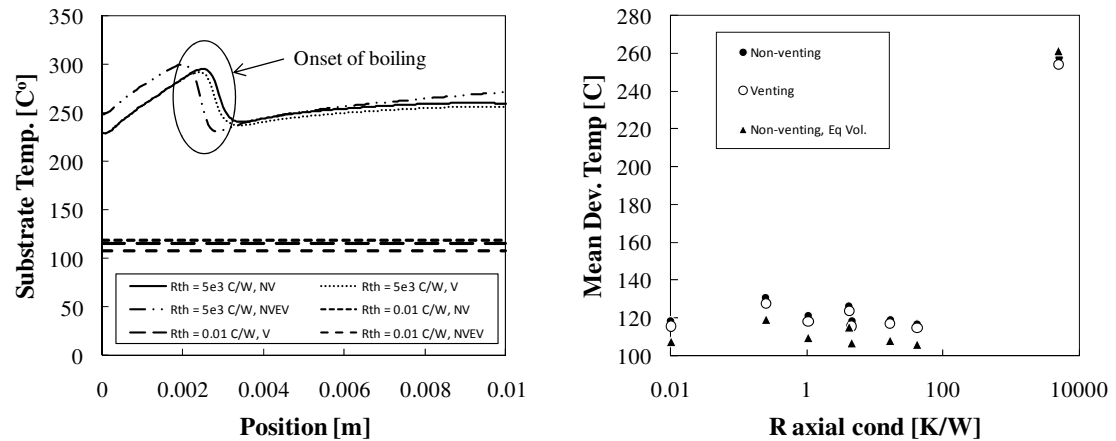 350
300
250
200
150
100
50
0
Substrate Temp. [Cº]
Onset of boiling
Rth = 5e3 C/W, NV
Rth = 5e3 C/W, V
Rth = 5e3 C/W, NVEV
Rth = 0.01 C/W, NV
Rth = 0.01 C/W, V
Rth = 0.01 C/W, NVEV
0 0.002 0.004 0.006 0.008 0.01
Position [m]
280
260
240
220
200
180
160
140
120
100
Mean Dev. Temp [C]
Non-venting
Venting
Non-venting, Eq Vol.
0.01 1 100 10000
R axial cond [K/W]